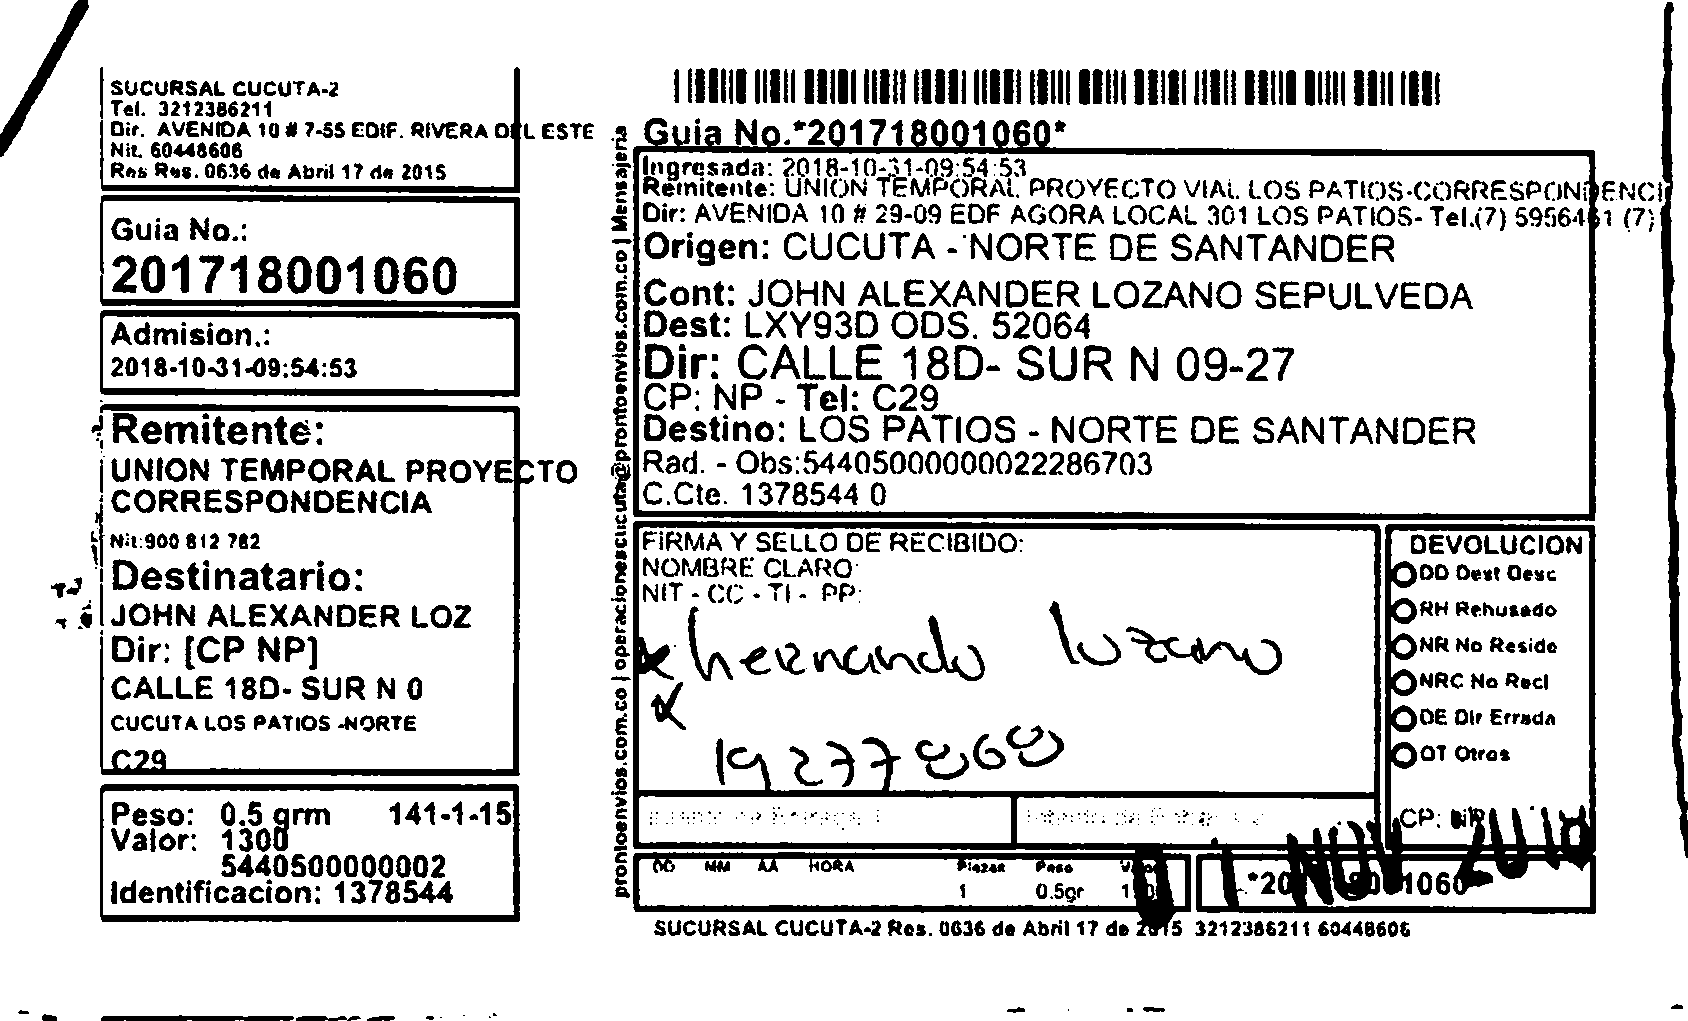 SUCURSAL CUCUTA-2
Tel. 3212386211
Dir. AVENIDA 10 # 7-55 EDIF. RIVERA DEL ESTE
Nit. 60448606
Res Res. 0636 de Abril 17 de 2015
Guia No.:
201718001060
Admision.:
2018-10-31-09:54:53
Remitente:
UNION TEMPORAL PROYECTO
CORRESPONDENCIA
Nit:900 812 782
Destinatario:
JOHN ALEXANDER LOZ
Dir: [CP NP]
CALLE 18D- SUR N 0
CUCUTA LOS PATIOS -NORTE
C29
Peso: 0.5 grm 141-1-15
Valor: 1300
5440500000002
Identificacion: 1378544
prontoenvios.com.co | operacionescucuta@prontoenvios.com.co | Mensajeria
Guia No.*201718001060*
Ingresada: 2018-10-31-09:54:53
Remitente: UNION TEMPORAL PROYECTO VIAL LOS PATIOS-CORRESPONDENCI
Dir: AVENIDA 10 # 29-09 EDF AGORA LOCAL 301 LOS PATIOS- Tel.(7) 5956461 (7)
Origen: CUCUTA - NORTE DE SANTANDER
Cont: JOHN ALEXANDER LOZANO SEPULVEDA
Dest: LXY93D ODS. 52064
Dir: CALLE 18D- SUR N 09-27
CP: NP - Tel: C29
Destino: LOS PATIOS - NORTE DE SANTANDER
Rad. - Obs:54405000000022286703
C.Cte. 1378544 0
FIRMA Y SELLO DE RECIBIDO:
NOMBRE CLARO:
NIT - CC - TI - PP:
hernando lozano
19277868
DEVOLUCION
DD Dest Desc
RH Rehusado
NR No Reside
NRC No Recl
DE Dir Errada
OT Otros
CP: NP
DD MM AA HORA Piezas Peso
1 0.5gr
01 NOV 2018
*201718001060
SUCURSAL CUCUTA-2 Res. 0636 de Abril 17 de 2015 3212386211 60448606